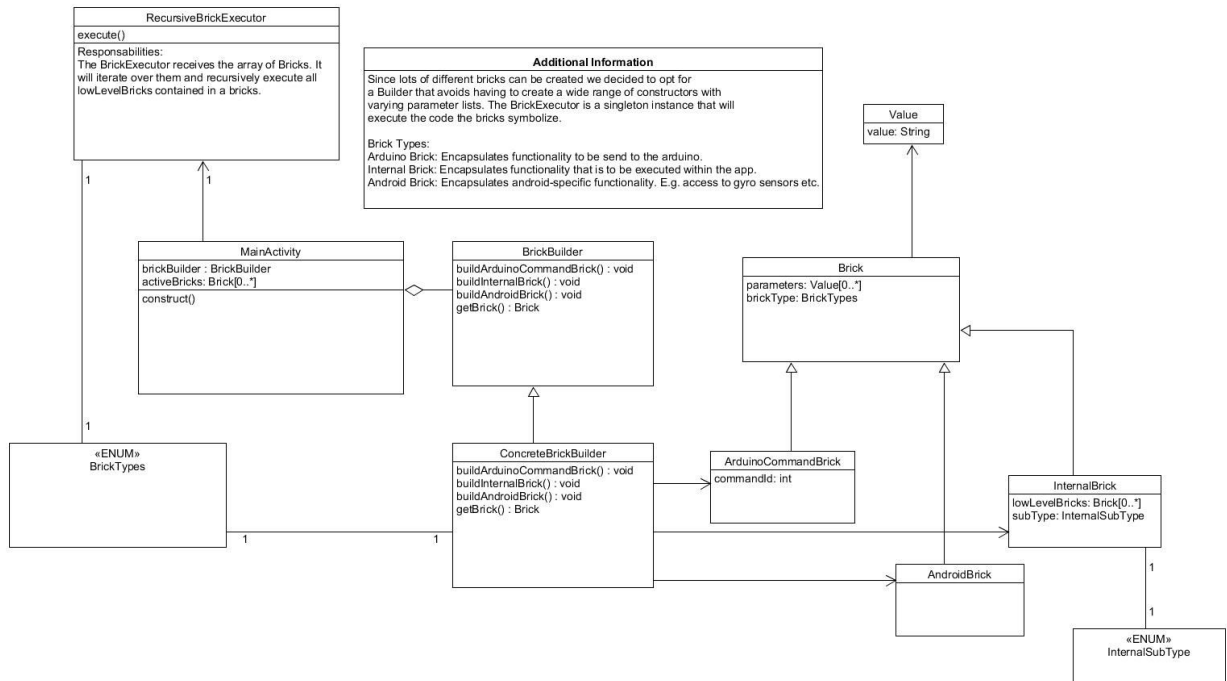 RecursiveBrickExecutor
execute()
Responsabilities:
The BrickExecutor receives the array of Bricks. It
will iterate over them and recursively execute all
lowLevelBricks contained in a bricks.
Additional Information
Since lots of different bricks can be created we decided to opt for
a Builder that avoids having to create a wide range of constructors with
varying parameter lists. The BrickExecutor is a singleton instance that will
execute the code the bricks symbolize.
Brick Types:
Arduino Brick: Encapsulates functionality to be send to the arduino.
Internal Brick: Encapsulates functionality that is to be executed within the app.
Android Brick: Encapsulates android-specific functionality. E.g. access to gyro sensors etc.
Value
value: String
1
1
MainActivity
brickBuilder : BrickBuilder
activeBricks: Brick[0..*]
construct()
BrickBuilder
buildArduinoCommandBrick() : void
buildInternalBrick() : void
buildAndroidBrick() : void
getBrick() : Brick
Brick
parameters: Value[0..*]
brickType: BrickTypes
1
«ENUM»
BrickTypes
ConcreteBrickBuilder
buildArduinoCommandBrick() : void
buildInternalBrick() : void
buildAndroidBrick() : void
getBrick() : Brick
ArduinoCommandBrick
commandId: int
InternalBrick
lowLevelBricks: Brick[0..*]
subType: InternalSubType
1
1
AndroidBrick
1
1
«ENUM»
InternalSubType